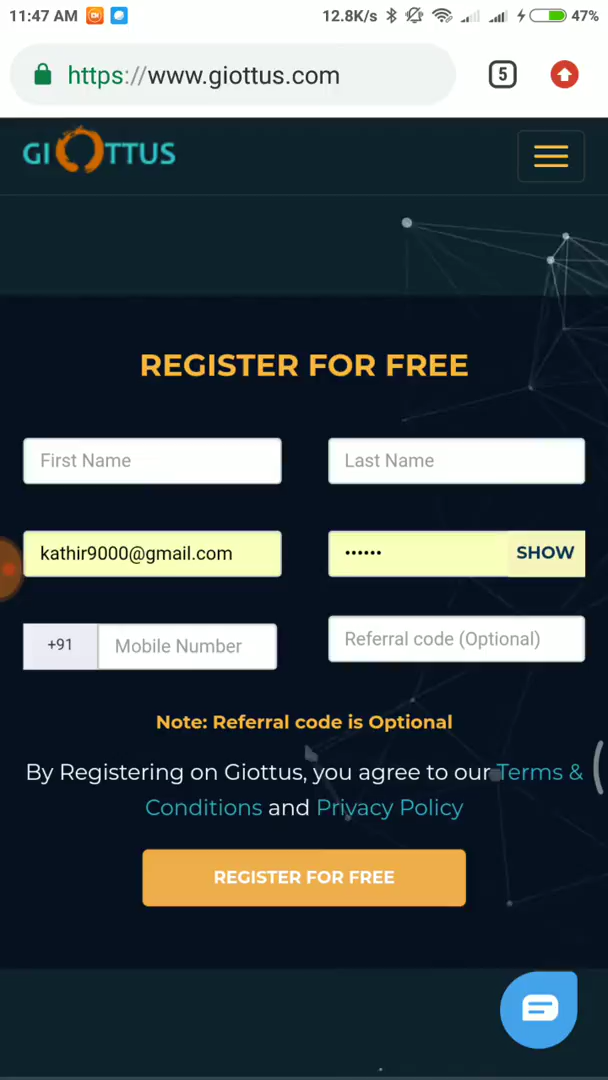 11:47 AM 12.8K/s 47%
https://www.giottus.com 5
GIOTTUS
REGISTER FOR FREE
First Name Last Name
kathir9000@gmail.com •••••• SHOW
+91 Mobile Number Referral code (Optional)
Note: Referral code is Optional
By Registering on Giottus, you agree to our Terms &
Conditions and Privacy Policy
REGISTER FOR FREE